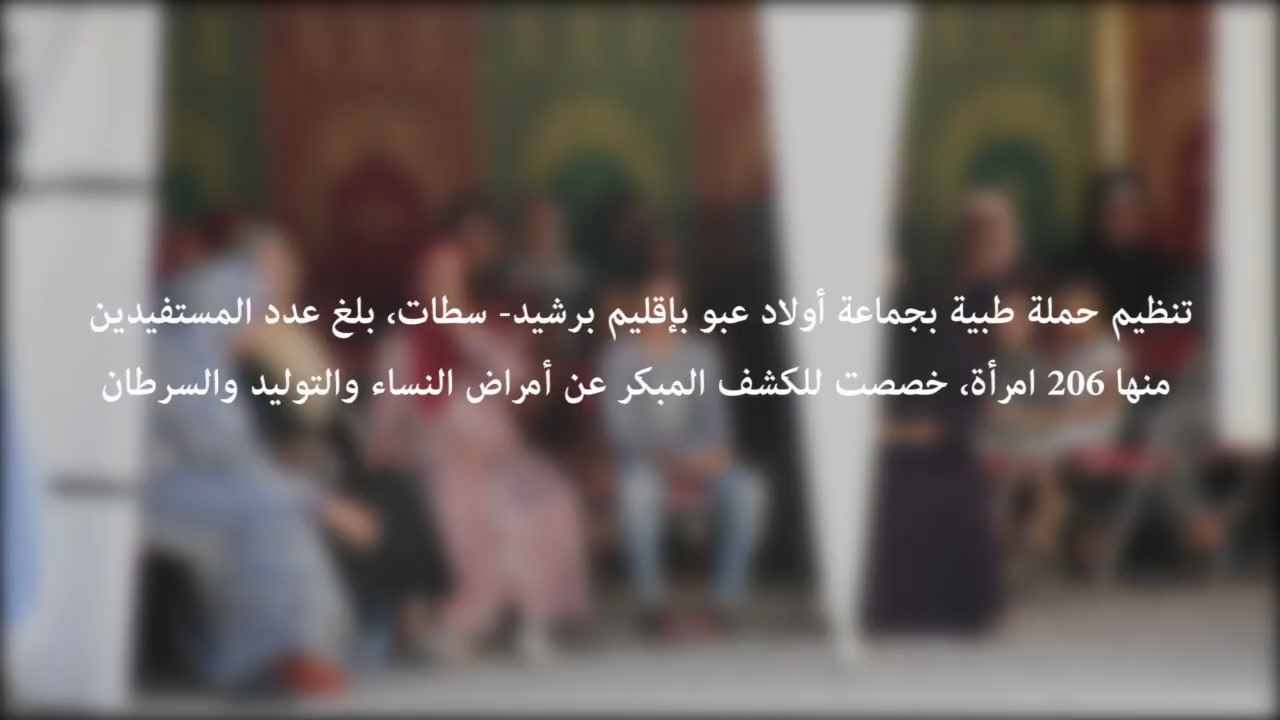 تنظيم حملة طبية بجماعة أولاد عبو بإقليم برشيد- سطات، بلغ عدد المستفيدين
منها 206 امرأة، خصصت للكشف المبكر عن أمراض النساء والتوليد والسرطان